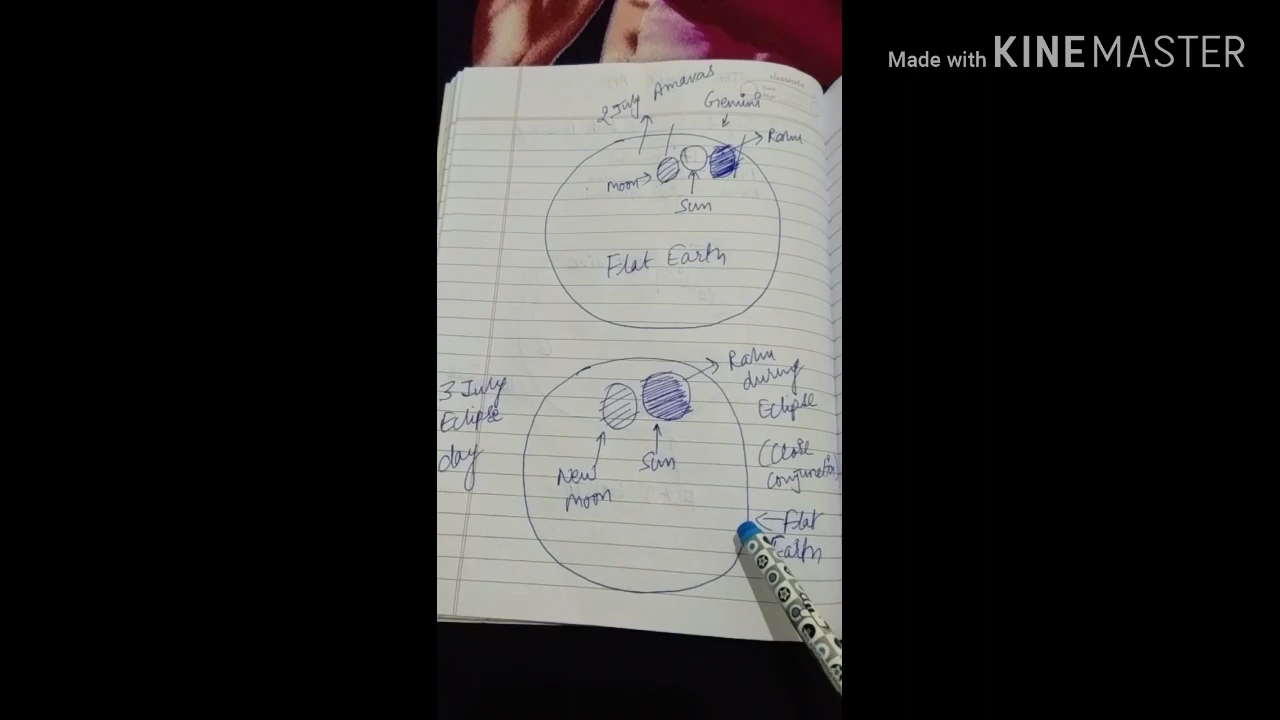 Made with KINEMASTER
2 July Amavas
Gemini
Rahu
Moon
Sun
Flat Earth
3 July
Eclipse
day
Rahu
during
Eclipse
(Close
New
Moon
Sun
Flat
Earth